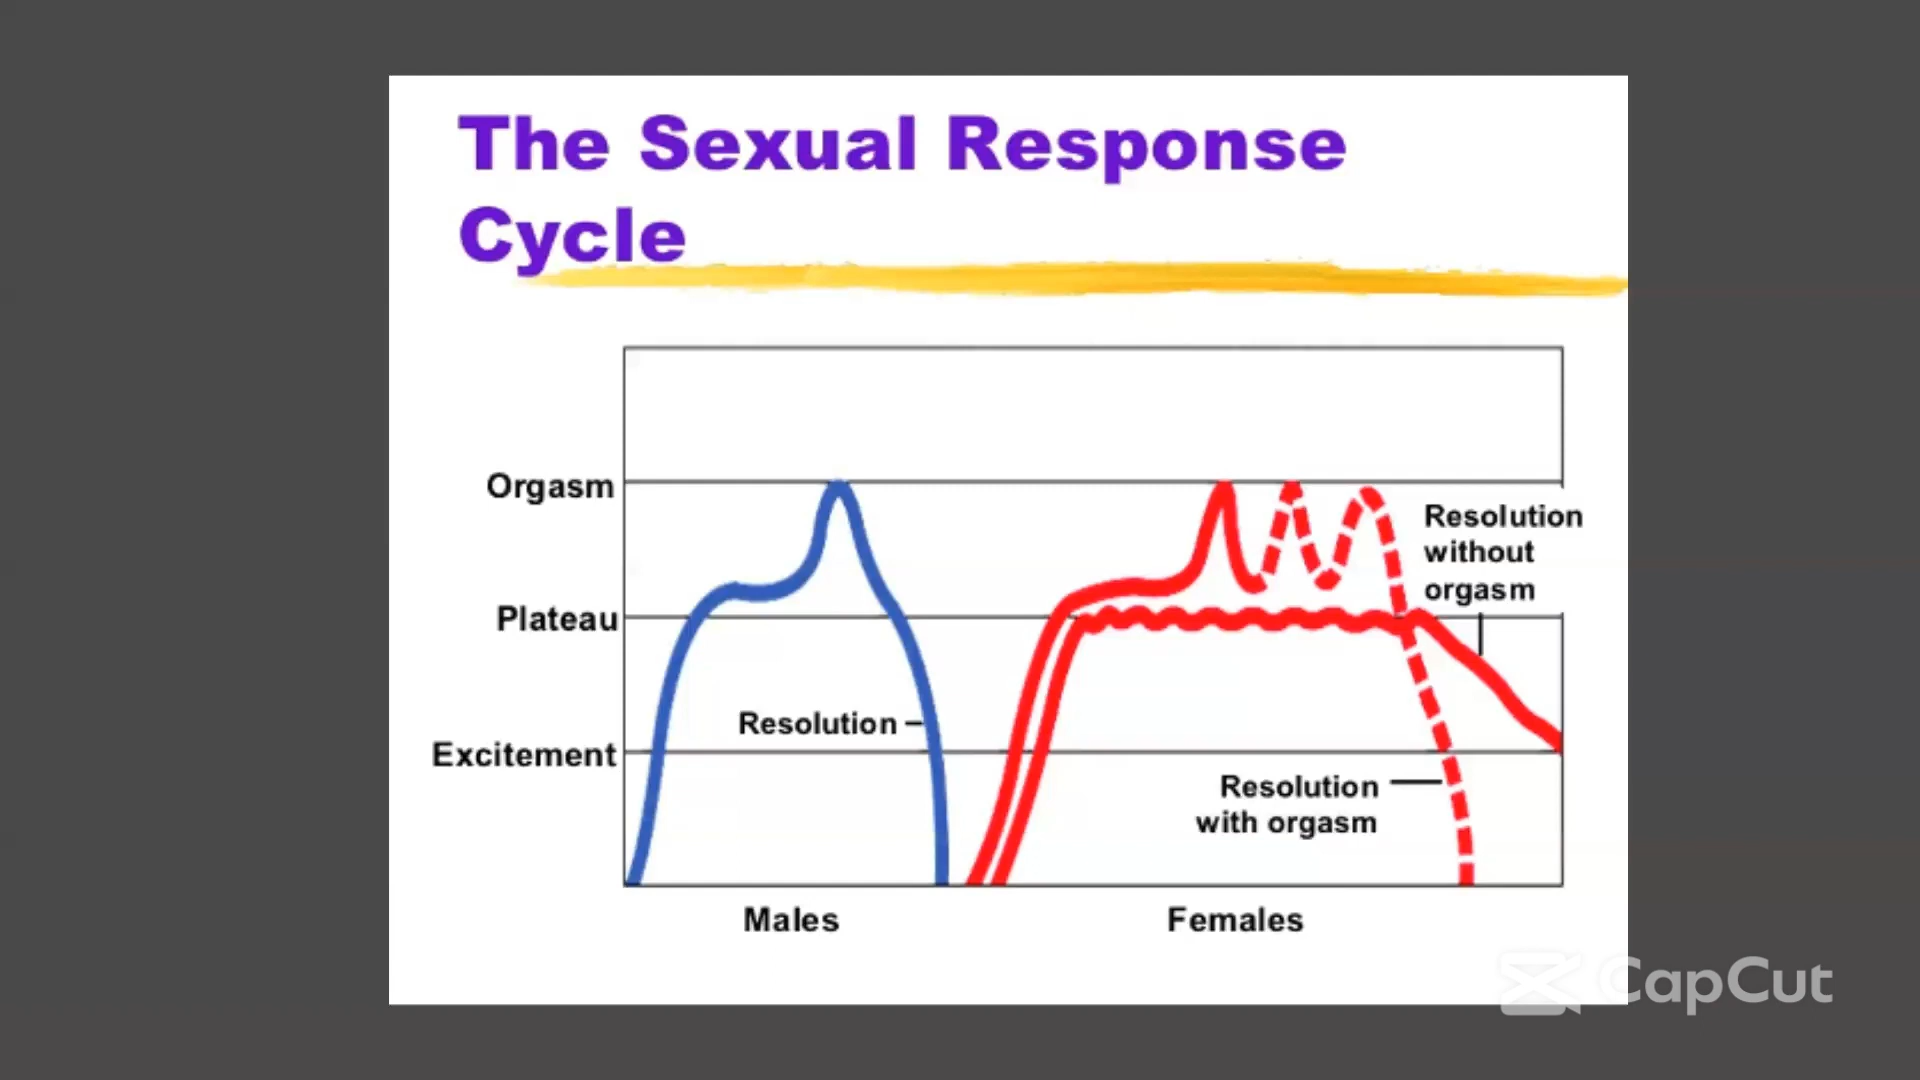 The Sexual Response
Cycle
Orgasm
Resolution
without
orgasm
Plateau
Resolution
Excitement
Resolution
with orgasm
Males
Females
CapCut